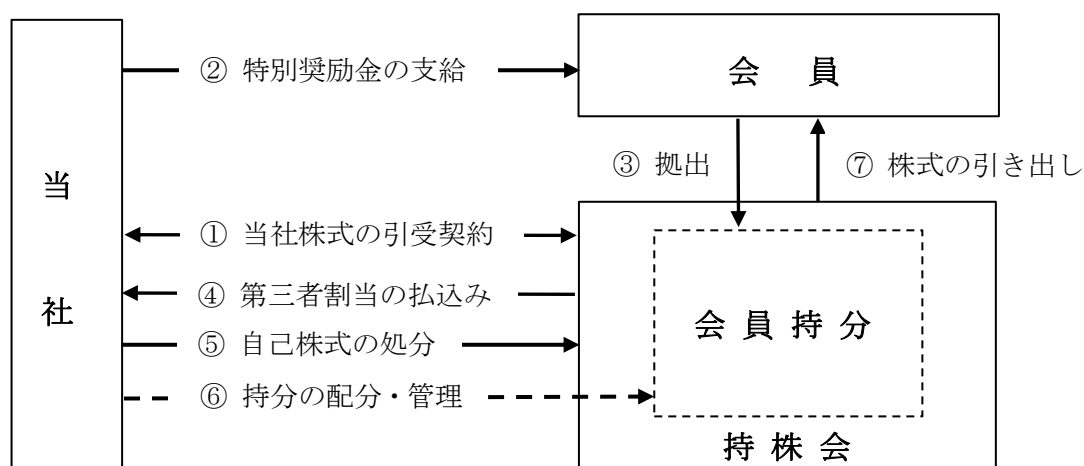 ② 特別奨励金の支給
会 員
③ 拠出
⑦ 株式の引き出し
当 社
① 当社株式の引受契約
④ 第三者割当の払込み
⑤ 自己株式の処分
⑥ 持分の配分・管理
会 員 持 分
持 株 会